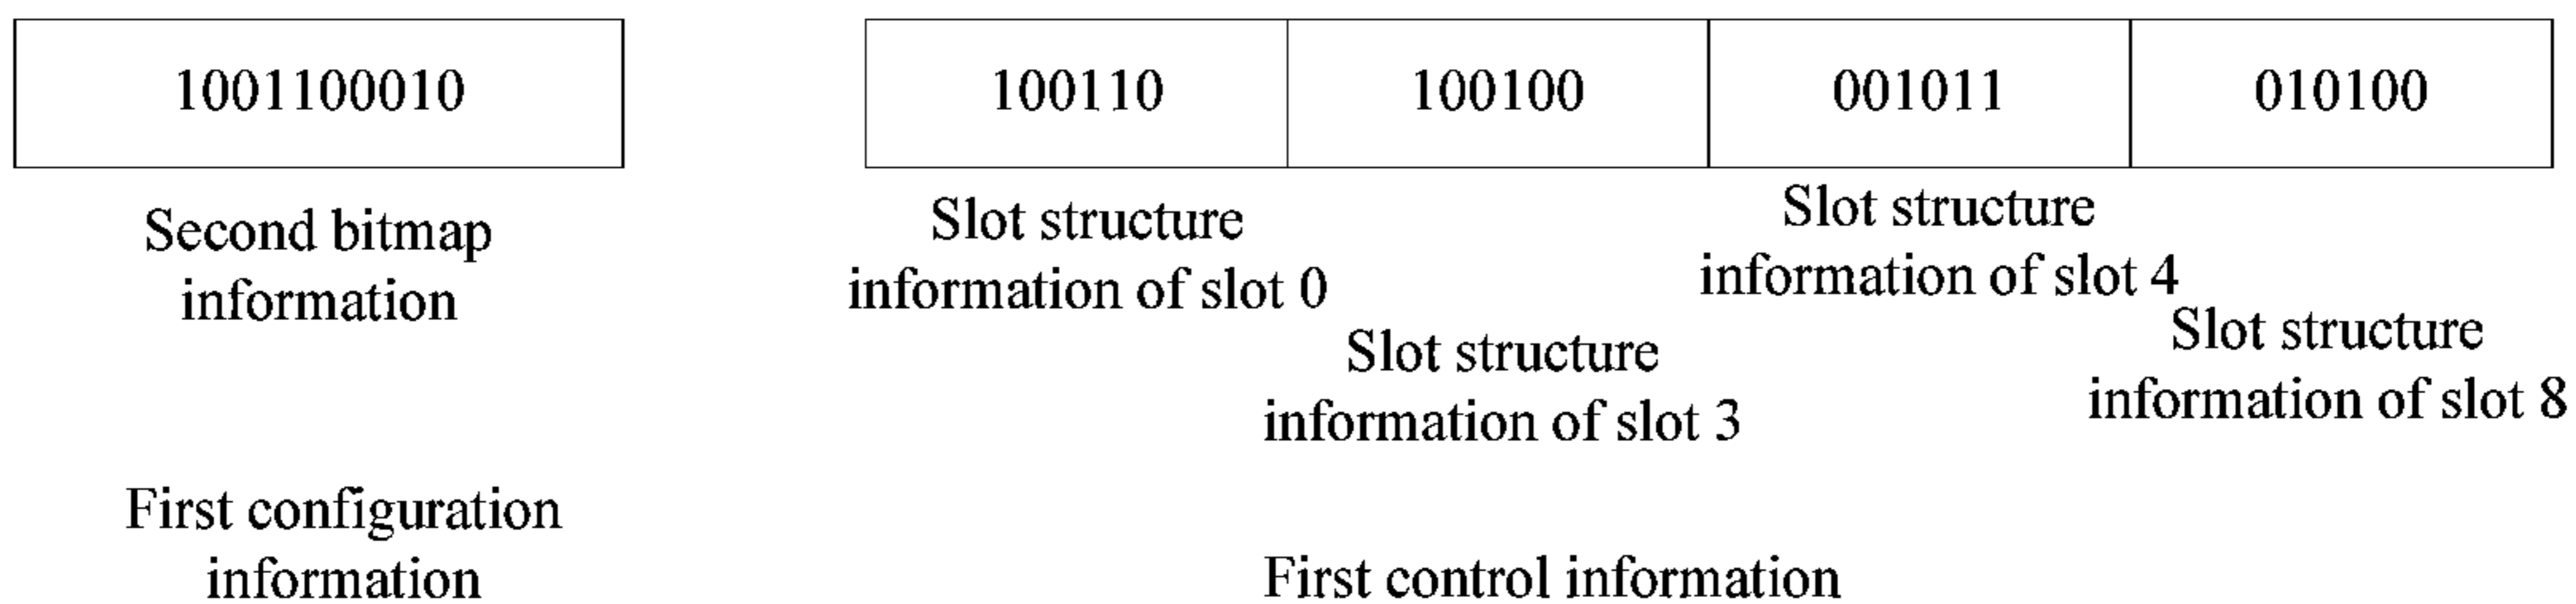 1001100010
100110
100100
001011
010100
Second bitmap
information
Slot structure
information of slot 0
Slot structure
information of slot 3
Slot structure
information of slot 4
Slot structure
information of slot 8
First configuration
information
First control information